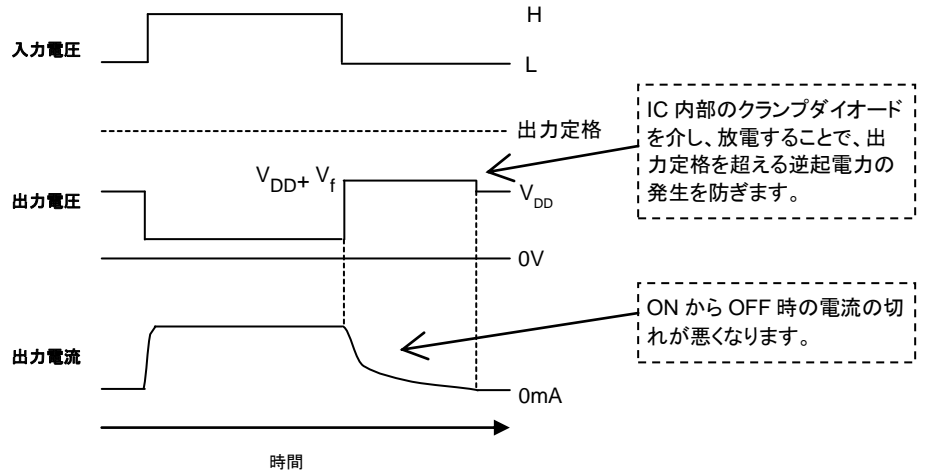 H
入力電圧
L
IC 内部のクランプダイオード
を介し、放電することで、出
力定格を超える逆起電力の
発生を防ぎます。
出力定格
VDD+ Vf
VDD
出力電圧
0V
ON から OFF 時の電流の切
れが悪くなります。
出力電流
0mA
時間